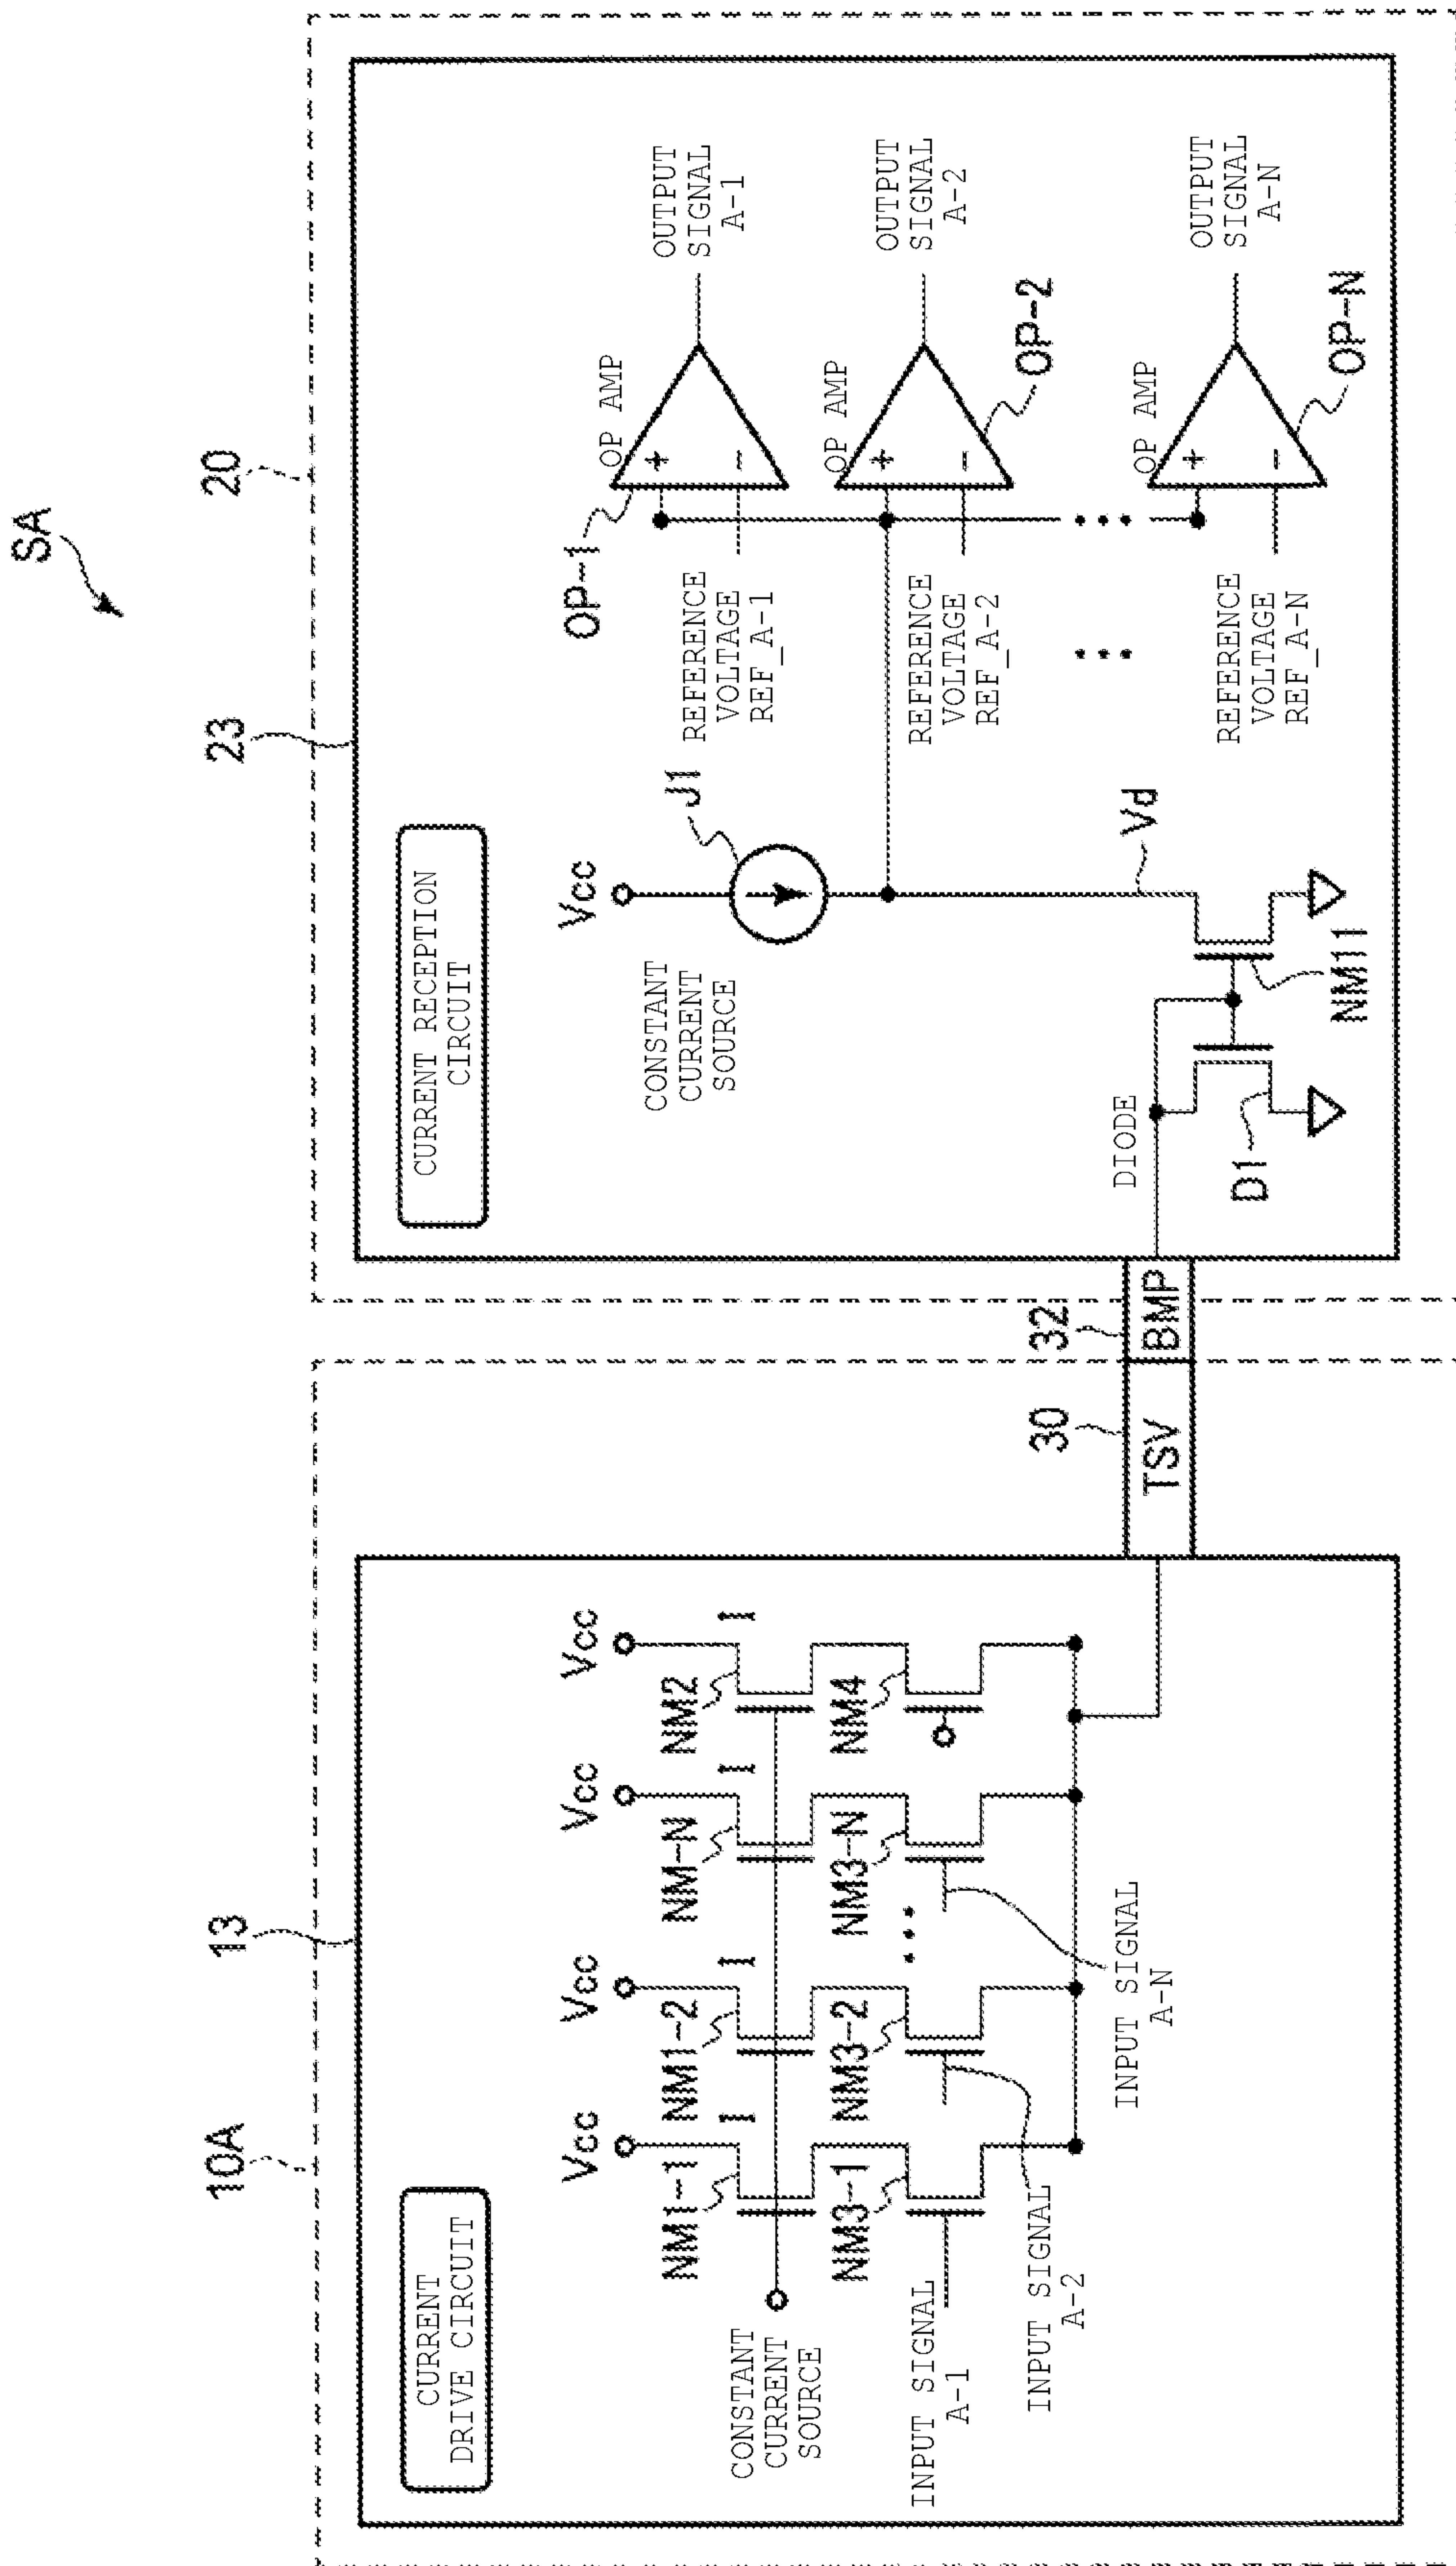 SA
10A
13
CURRENT
DRIVE CIRCUIT
Vcc
Vcc
Vcc
Vcc
NM1-1
I
NM1-2
I
NM-N
I
NM2
I
CONSTANT
CURRENT
SOURCE
NM3-1
NM3-2
...
NM3-N
NM4
INPUT SIGNAL
A-1
INPUT SIGNAL
A-2
INPUT SIGNAL
A-N
30
TSV
32
BMP
20
23
CURRENT RECEPTION
CIRCUIT
Vcc
J1
CONSTANT
CURRENT
SOURCE
DIODE
D1
NM11
Vd
OP-1
OP AMP
+
-
REFERENCE
VOLTAGE
REF_A-1
OUTPUT
SIGNAL
A-1
OP AMP
+
-
OP-2
REFERENCE
VOLTAGE
REF_A-2
OUTPUT
SIGNAL
A-2
...
...
OP AMP
+
-
OP-N
REFERENCE
VOLTAGE
REF_A-N
OUTPUT
SIGNAL
A-N